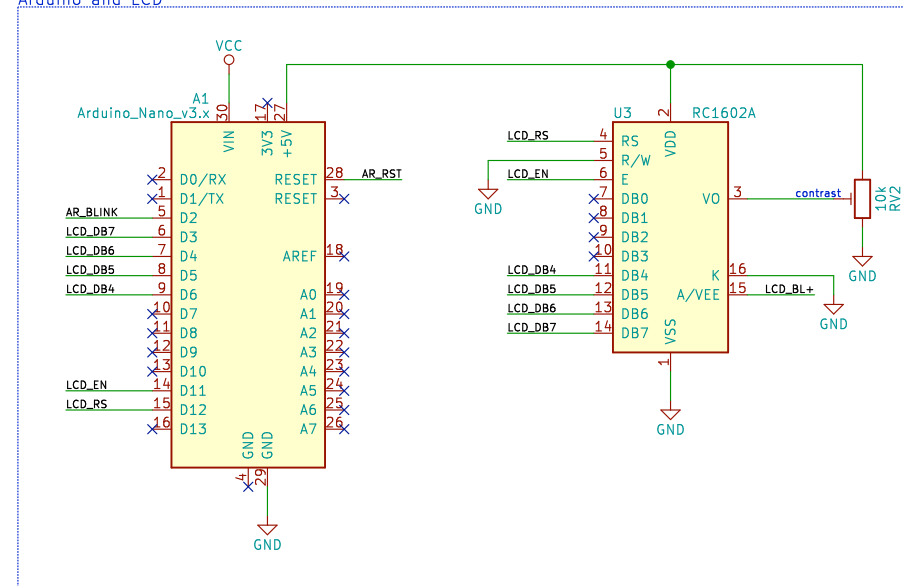 Arduino and LCD
VCC
A1
Arduino_Nano_v3.x
30
17
27
VIN
3V3
+5V
2 D0/RX
1 D1/TX
AR_BLINK 5 D2
LCD_DB7 6 D3
LCD_DB6 7 D4
LCD_DB5 8 D5
LCD_DB4 9 D6
10 D7
11 D8
12 D9
13 D10
LCD_EN 14 D11
LCD_RS 15 D12
16 D13
RESET 28 AR_RST
RESET 3
AREF 18
A0 19
A1 20
A2 21
A3 22
A4 23
A5 24
A6 25
A7 26
GND
GND
4
29
GND
U3
2
RC1602A
VDD
LCD_RS 4 RS
5 R/W
LCD_EN 6 E
GND
7 DB0
8 DB1
9 DB2
10 DB3
LCD_DB4 11 DB4
LCD_DB5 12 DB5
LCD_DB6 13 DB6
LCD_DB7 14 DB7
VO 3 contrast
K 16
A/VEE 15 LCD_BL+
VSS
1
GND
10k
RV2
GND
GND